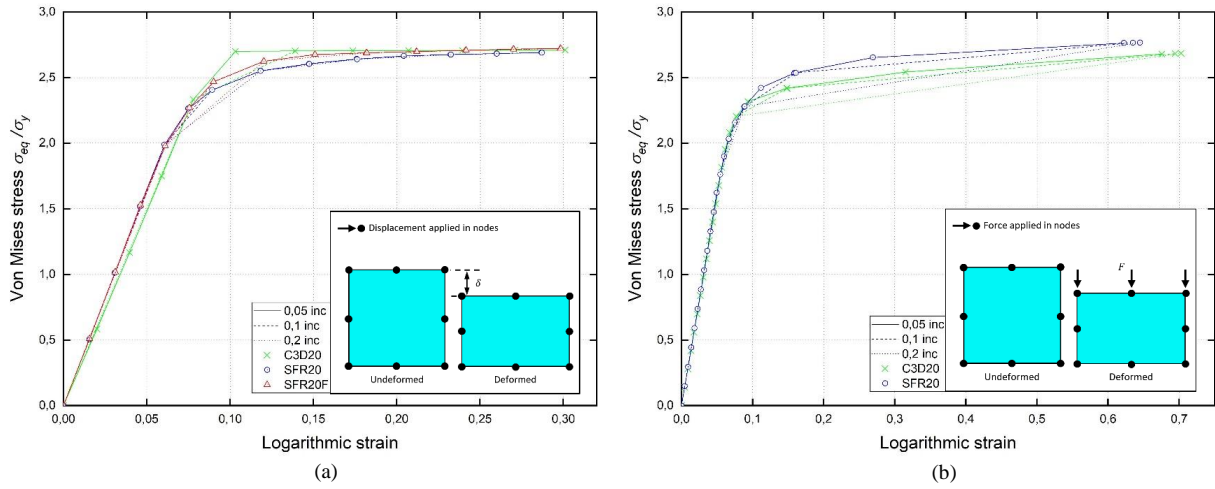 Von Mises stress σeq/σy
3,0
2,5
2,0
1,5
1,0
0,5
0,0
0,00
0,05
0,10
0,15
0,20
0,25
0,30
Logarithmic strain
0,05 inc
0,1 inc
0,2 inc
C3D20
SFR20
SFR20F
Displacement applied in nodes
δ
Undeformed
Deformed
(a)
Von Mises stress σeq/σy
3,0
2,5
2,0
1,5
1,0
0,5
0,0
0,0
0,1
0,2
0,3
0,4
0,5
0,6
0,7
Logarithmic strain
0,05 inc
0,1 inc
0,2 inc
C3D20
SFR20
Force applied in nodes
F
Undeformed
Deformed
(b)